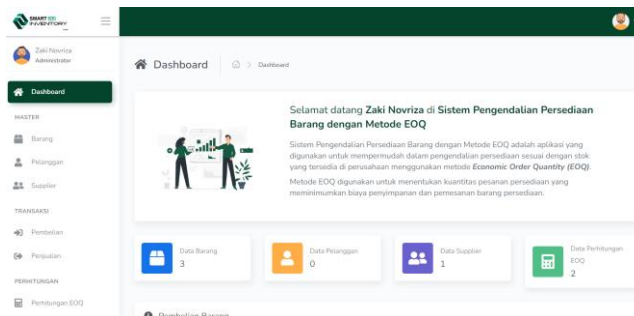 SMART EOQ
INVENTORY
Zaki Novriza
Administrator
Dashboard
MASTER
Barang
Pelanggan
Supplier
TRANSAKSI
Pembelian
Penjualan
PERHITUNGAN
Perhitungan EOQ
Dashboard
> Dashboard
Selamat datang Zaki Novriza di Sistem Pengendalian Persediaan
Barang dengan Metode EOQ
Sistem Pengendalian Persediaan Barang dengan Metode EOQ adalah aplikasi yang
digunakan untuk mempermudah dalam pengendalian persediaan sesuai dengan stok
yang tersedia di perusahaan menggunakan metode Economic Order Quantity (EOQ).
Metode EOQ digunakan untuk menentukan kuantitas pesanan persediaan yang
meminimumkan biaya penyimpanan dan pemesanan barang persediaan.
Data Barang
3
Data Pelanggan
0
Data Supplier
1
Data Perhitungan
EOQ
2
Pembelian Barang